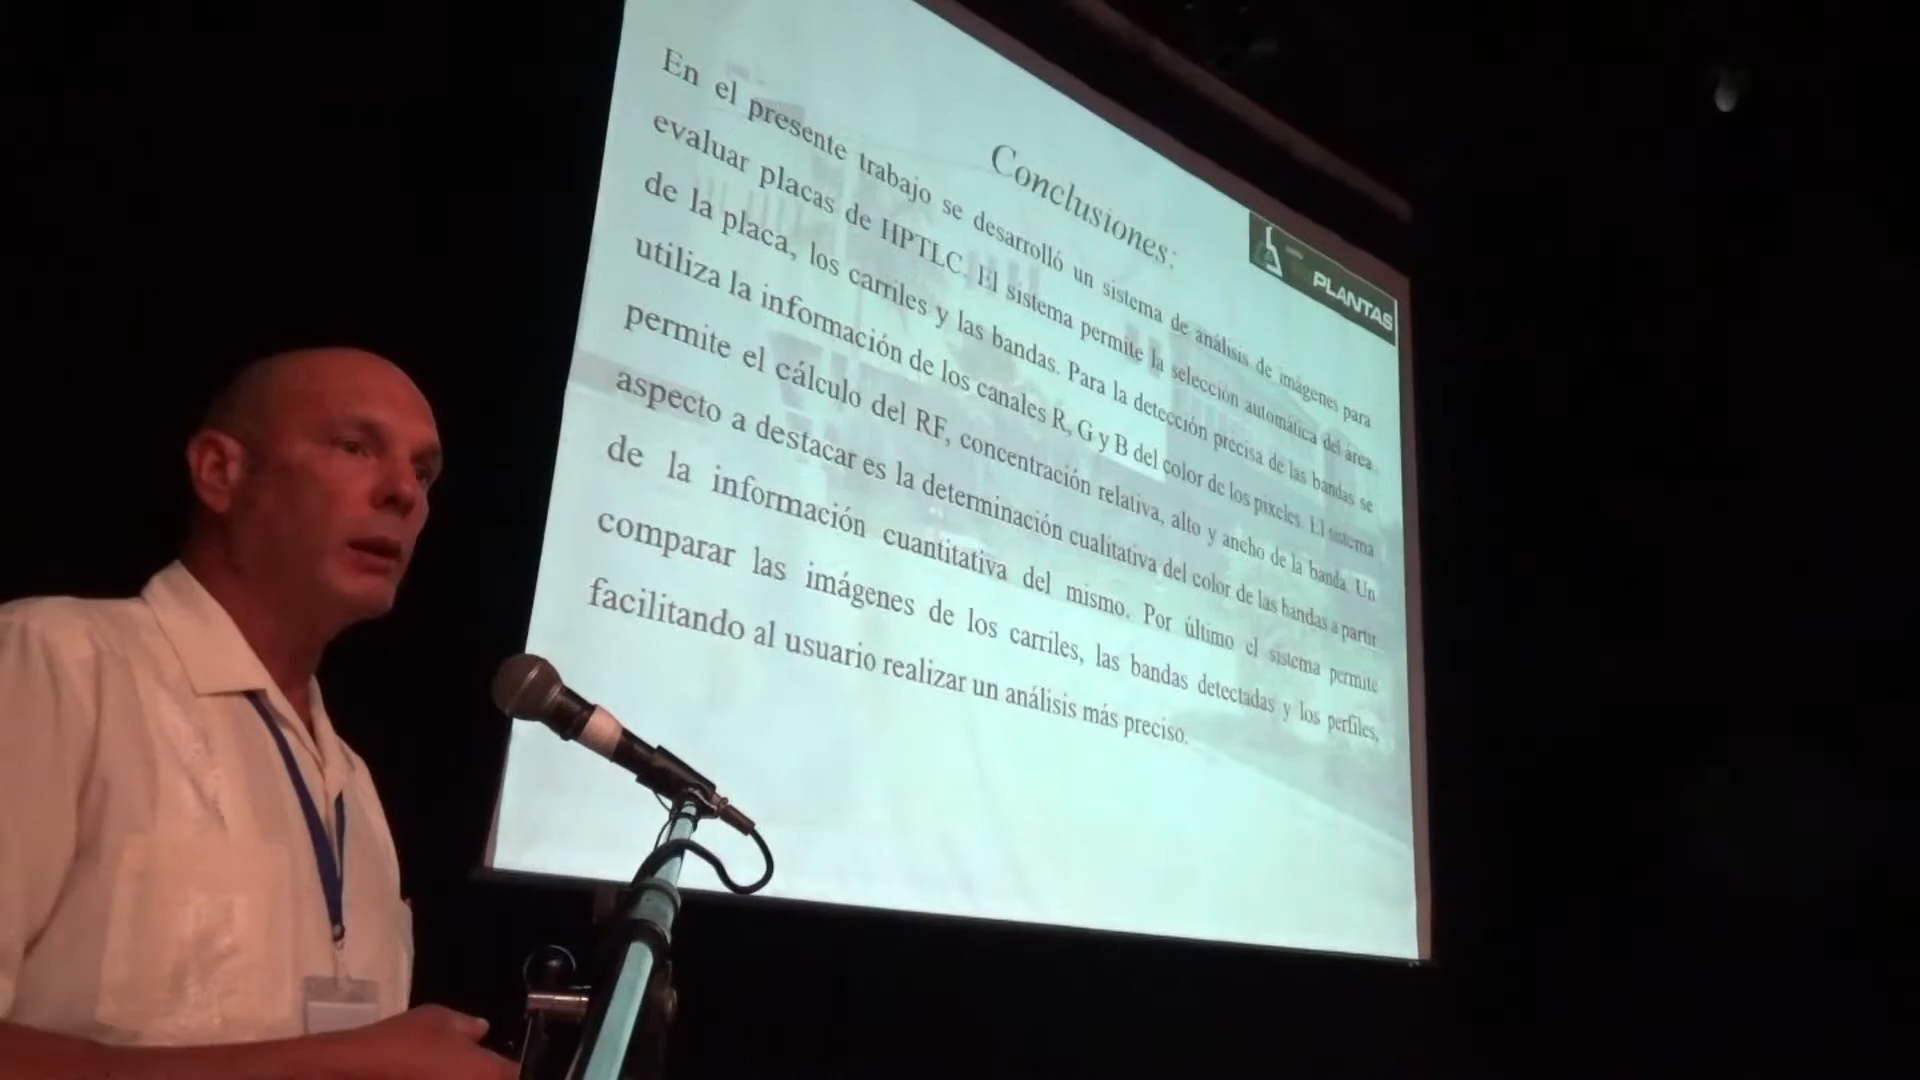 Conclusiones:
PLANTAS
En el presente trabajo se desarrolló un sistema de análisis de imágenes para
evaluar placas de HPTLC. El sistema permite la selección automática del área
de la placa, los carriles y las bandas. Para la detección precisa de las bandas se
utiliza la información de los canales R, G y B del color de los pixeles. El sistema
permite el cálculo del RF, concentración relativa, alto y ancho de la banda. Un
aspecto a destacar es la determinación cualitativa del color de las bandas a partir
de la información cuantitativa del mismo. Por último el sistema permite
comparar las imágenes de los carriles, las bandas detectadas y los perfiles,
facilitando al usuario realizar un análisis más preciso.